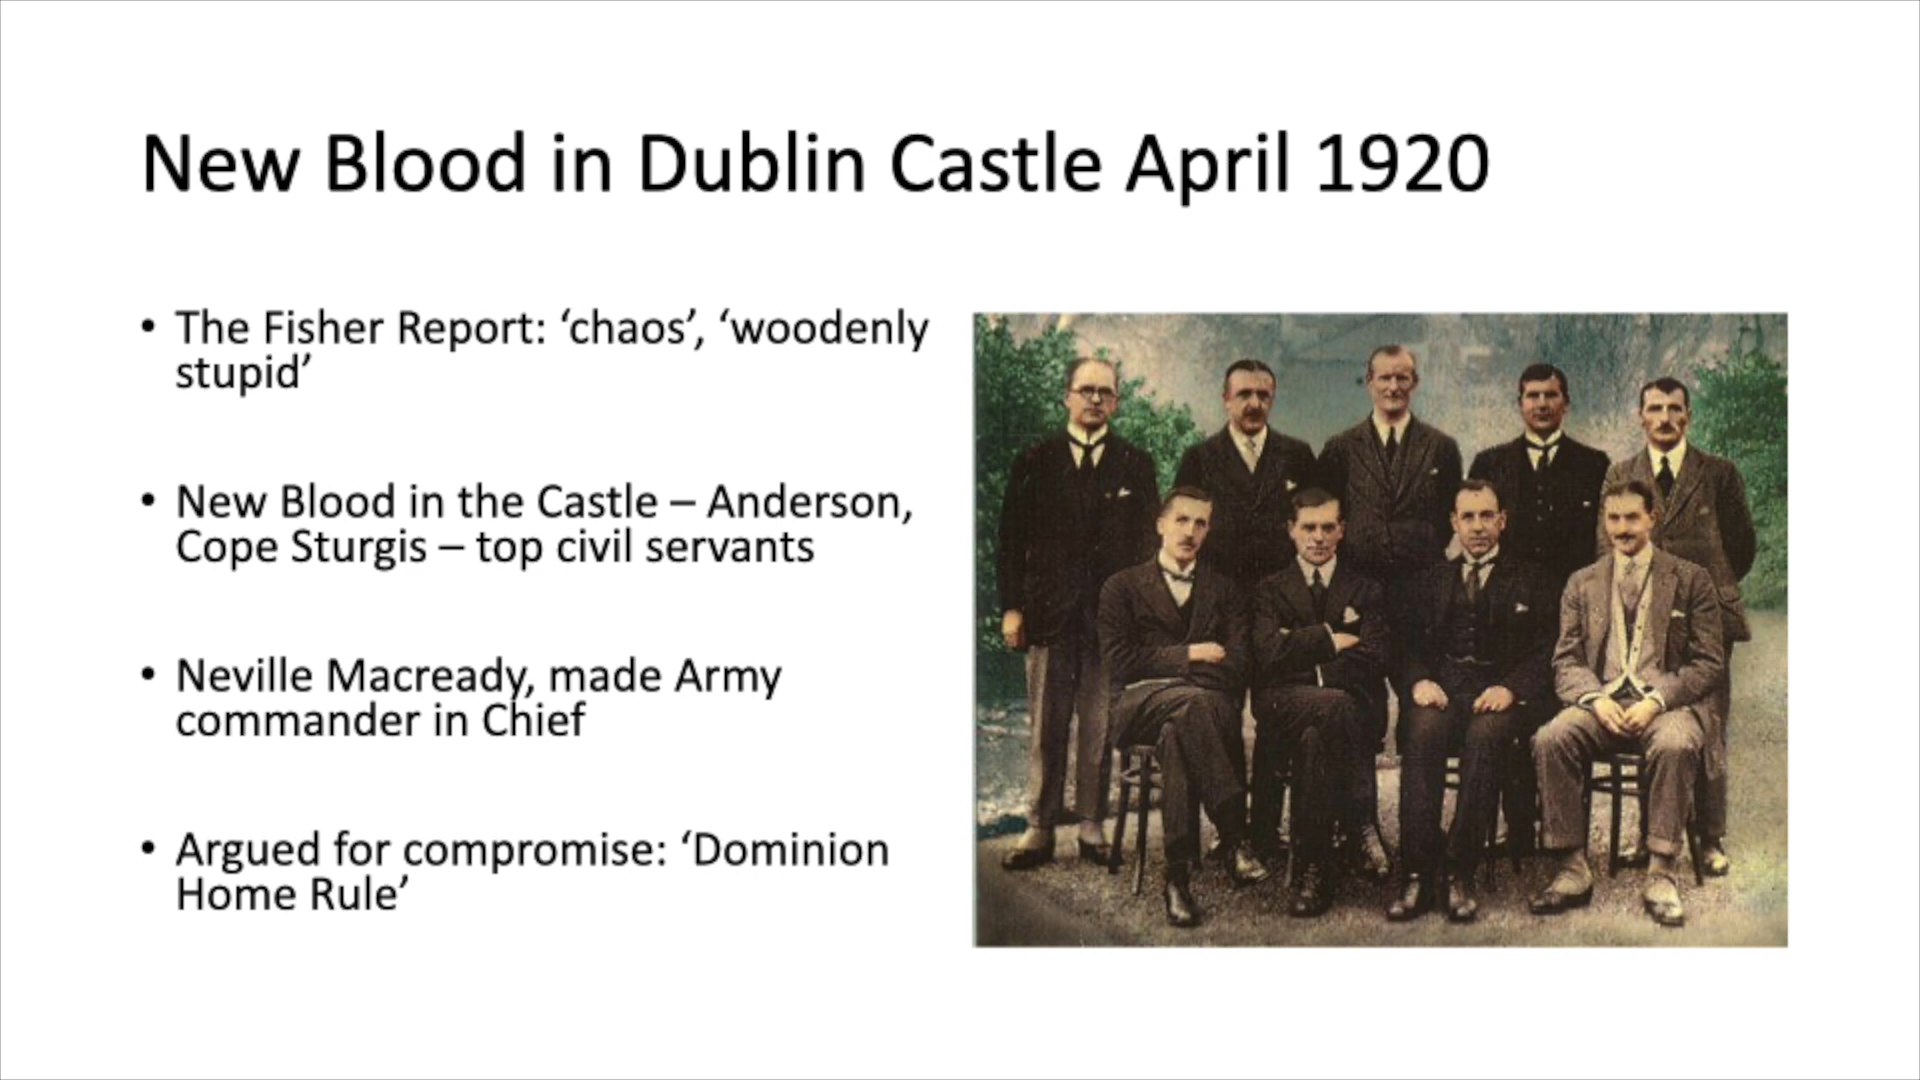 New Blood in Dublin Castle April 1920
• The Fisher Report: ‘chaos’, ‘woodenly
stupid’
• New Blood in the Castle – Anderson,
Cope Sturgis – top civil servants
• Neville Macready, made Army
commander in Chief
• Argued for compromise: ‘Dominion
Home Rule’